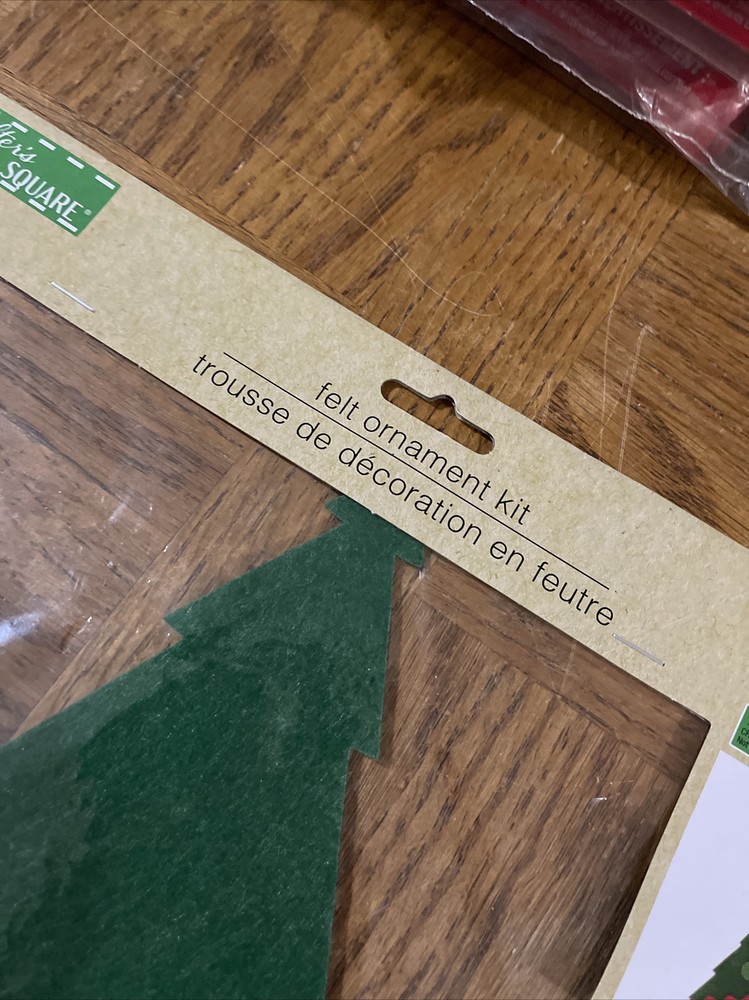 SQUARE®
felt ornament kit
trousse de décoration en feutre